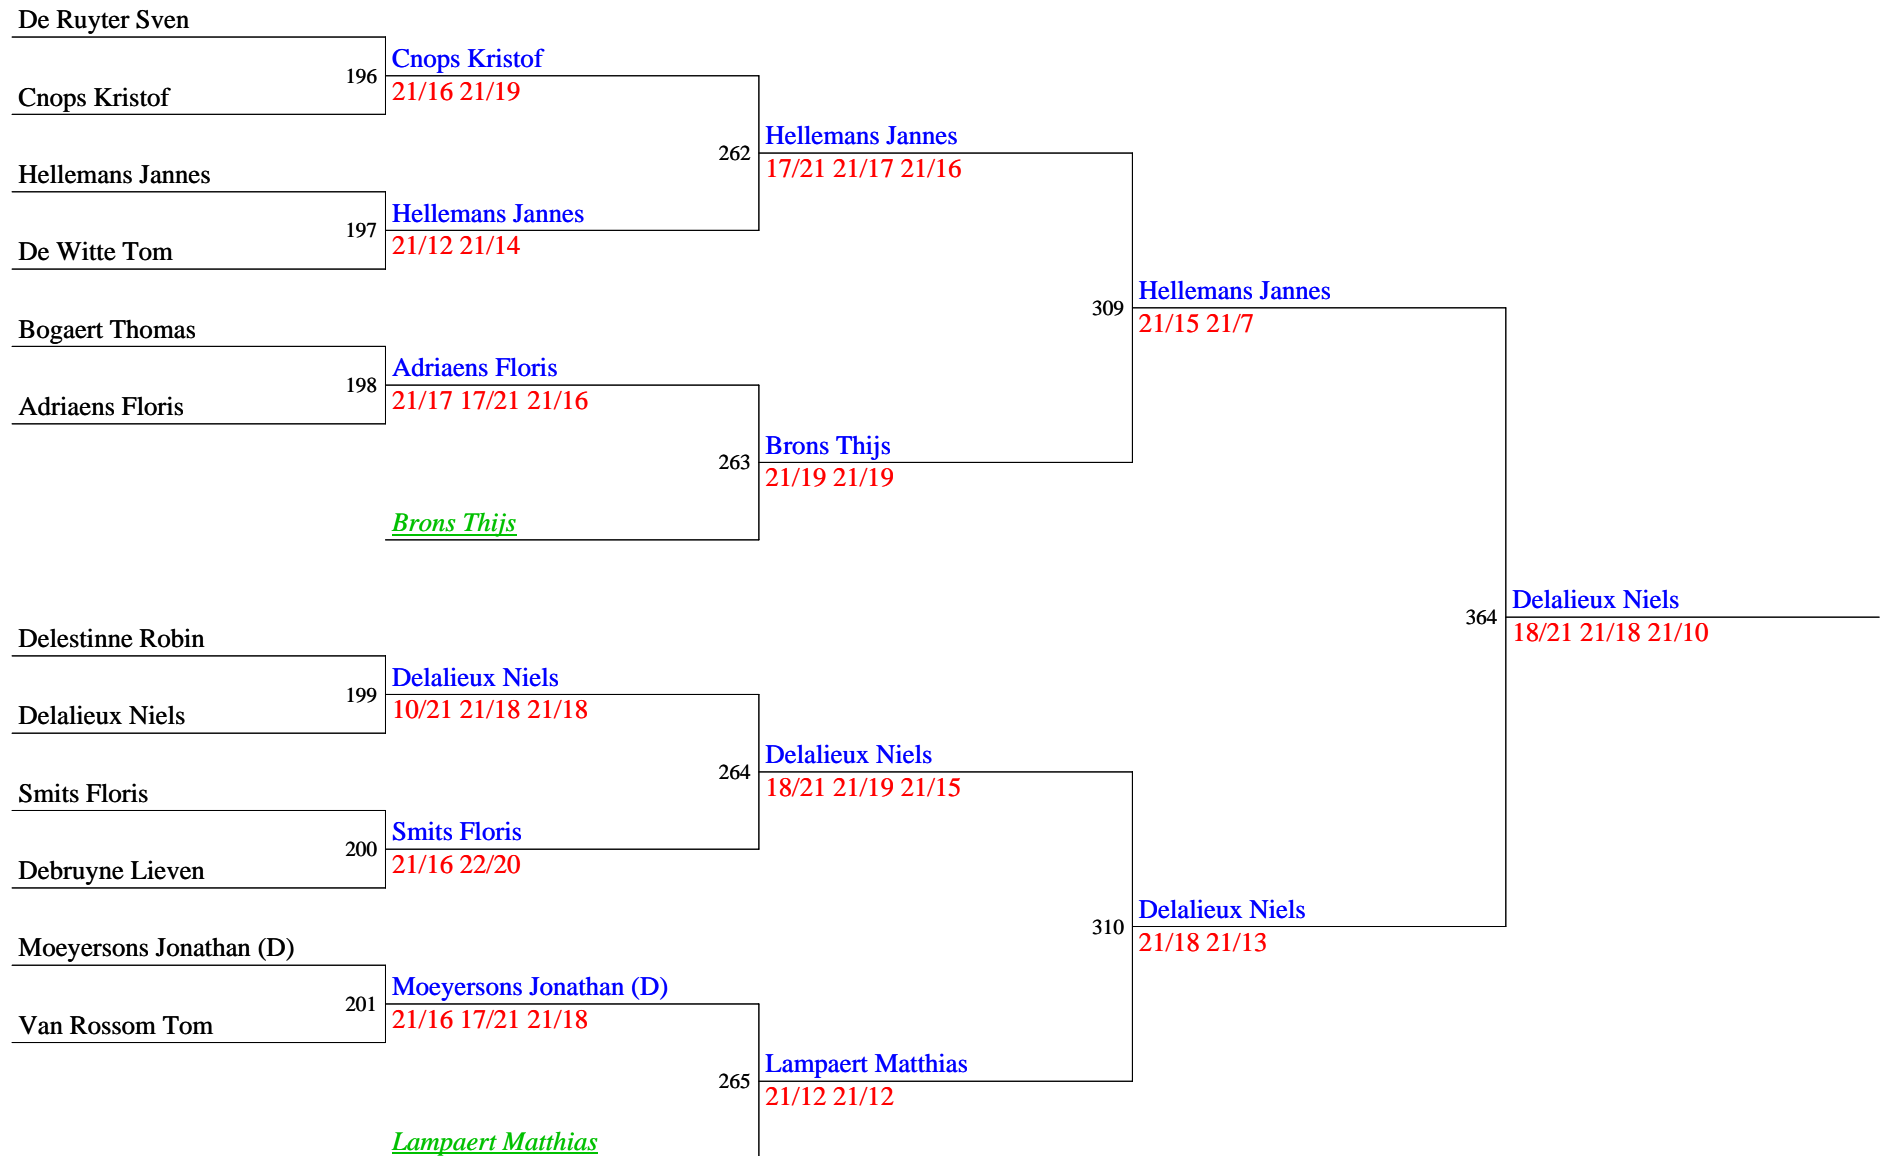 De Ruyter Sven
196
Cnops Kristof
21/16 21/19
Cnops Kristof
262
Hellemans Jannes
17/21 21/17 21/16
Hellemans Jannes
197
Hellemans Jannes
21/12 21/14
De Witte Tom
309
Hellemans Jannes
21/15 21/7
Bogaert Thomas
198
Adriaens Floris
21/17 17/21 21/16
Adriaens Floris
263
Brons Thijs
21/19 21/19
Brons Thijs
364
Delalieux Niels
18/21 21/18 21/10
Delestinne Robin
199
Delalieux Niels
10/21 21/18 21/18
Delalieux Niels
264
Delalieux Niels
18/21 21/19 21/15
Smits Floris
200
Smits Floris
21/16 22/20
Debruyne Lieven
310
Delalieux Niels
21/18 21/13
Moeyersons Jonathan (D)
201
Moeyersons Jonathan (D)
21/16 17/21 21/18
Van Rossom Tom
265
Lampaert Matthias
21/12 21/12
Lampaert Matthias